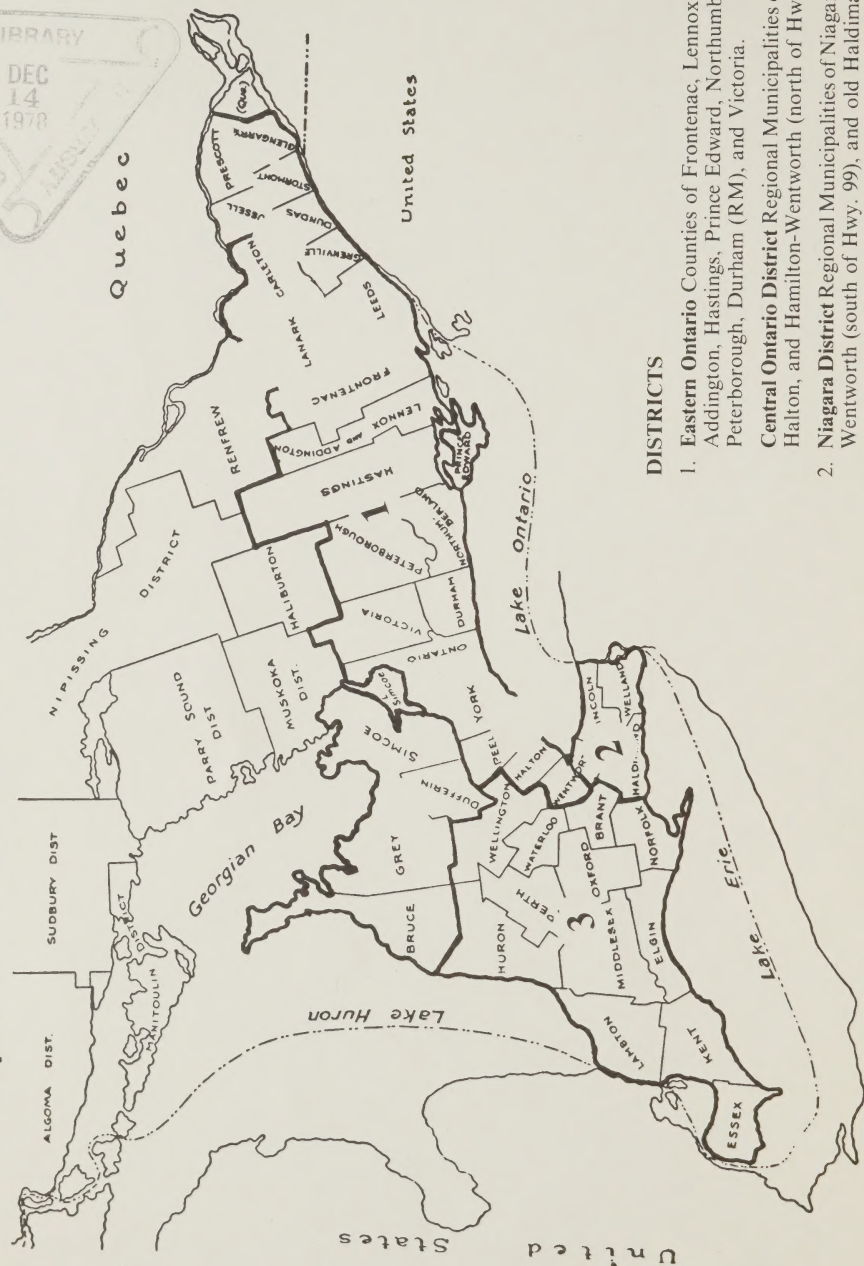 LIBRARY
DEC
14
1978
Quebec
United States
(QUE.)
GLENGARRY
PRESCOTT
STORMONT
DUNDAS
GRENVILLE
CARLETON
LANARK
LEEDS
FRONTENAC
RENFREW
LENNOX AND ADDINGTON
HASTINGS
PRINCE
EDWARD
1
NORTHUM-
BERLAND
PETERBOROUGH
HALIBURTON
VICTORIA
DURHAM
ONTARIO
NIPISSING DISTRICT
PARRY SOUND
DIST
MUSKOKA
DIST.
L.
SIMCOE
SIMCOE
YORK
PEEL
HALTON
DUFFERIN
WELLINGTON
WENTWOR-
LINCOLN
WELLAND
2
WATERLOO
BRANT
GREY
BRUCE
HURON
PERTH
OXFORD
NORFOLK
3
MIDDLESEX
ELGIN
LAMBTON
KENT
ESSEX
SUDBURY DIST
ALGOMA DIST.
MANITOULIN
DISTRICT
Georgian Bay
Lake Huron
Lake Ontario
Lake Erie
United States
DISTRICTS
1. Eastern Ontario Counties of Frontenac, Lennox
Addington, Hastings, Prince Edward, Northumb
Peterborough, Durham (RM), and Victoria.
Central Ontario District Regional Municipalities
Halton, and Hamilton-Wentworth (north of Hw
2. Niagara District Regional Municipalities of Niaga
Wentworth (south of Hwy. 99), and old Haldima